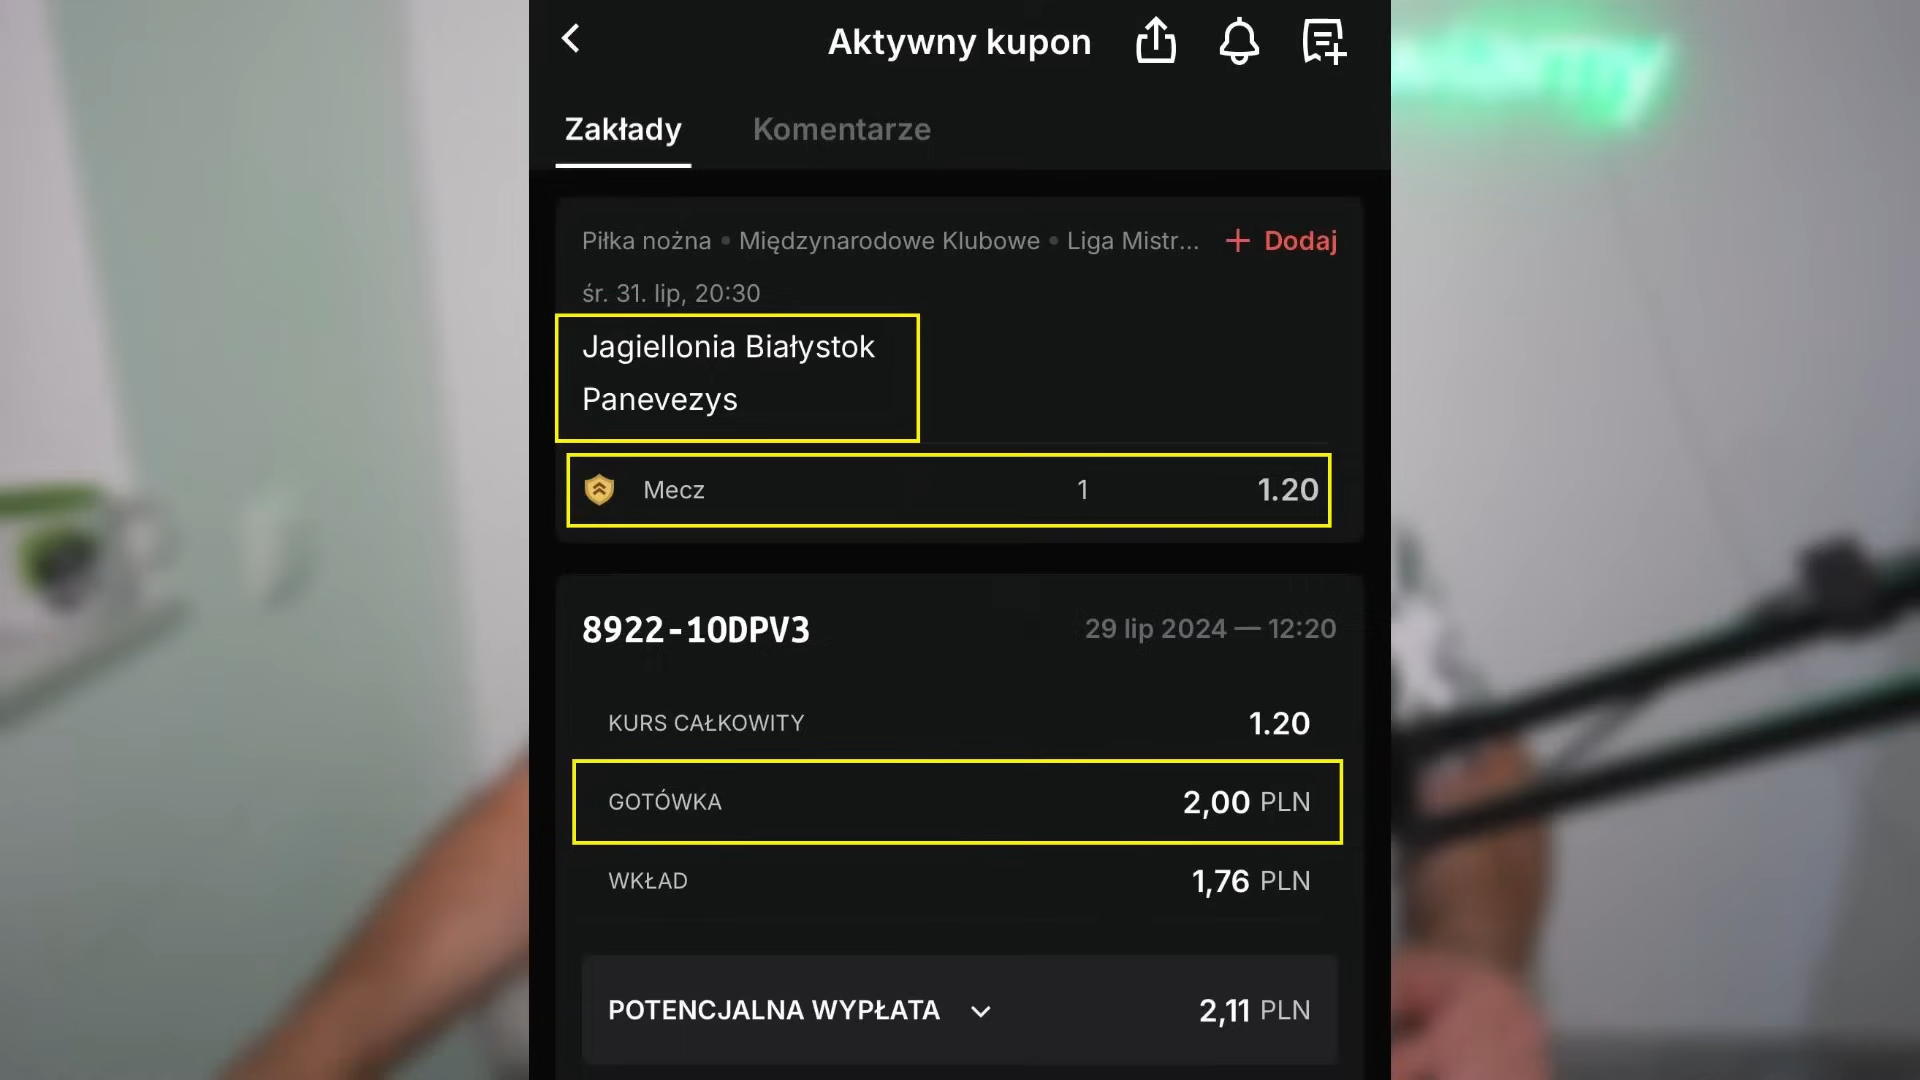 Aktywny kupon
Zakłady
Komentarze
Piłka nożna • Międzynarodowe Klubowe • Liga Mistr... + Dodaj
śr. 31. lip, 20:30
Jagiellonia Białystok
Panevezys
Mecz 1 1.20
8922-10DPV3 29 lip 2024 — 12:20
KURS CAŁKOWITY 1.20
GOTÓWKA 2,00 PLN
WKŁAD 1,76 PLN
POTENCJALNA WYPŁATA 2,11 PLN